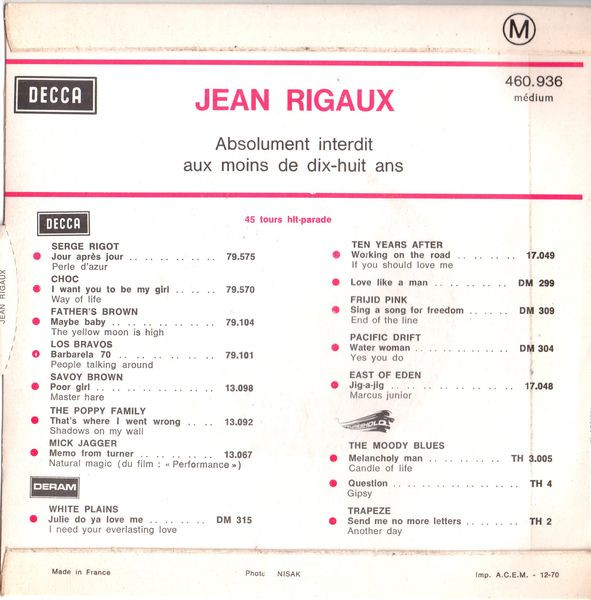 M
DECCA
JEAN RIGAUX
460.936
médium
Absolument interdit
aux moins de dix-huit ans
DECCA
45 tours hit-parade
SERGE RIGOT
Jour après jour .. .. .. .. .. 79.575
Perle d'azur
CHOC
I want you to be my girl .. .. .. 79.570
Way of life
FATHER'S BROWN
Maybe baby .. .. .. .. .. .. 79.104
The yellow moon is high
LOS BRAVOS
Barbarela 70 .. .. .. .. .. .. 79.101
People talking around
SAVOY BROWN
Poor girl .. .. .. .. .. .. .. 13.098
Master hare
THE POPPY FAMILY
That's where I went wrong .. .. 13.092
Shadows on my wall
MICK JAGGER
Memo from turner .. .. .. .. .. 13.067
Natural magic (du film : « Performance »)
DERAM
WHITE PLAINS
Julie do ya love me .. .. .. .. DM 315
I need your everlasting love
TEN YEARS AFTER
Working on the road .. .. .. .. 17.049
If you should love me
Love like a man .. .. .. .. .. DM 299
FRIJID PINK
Sing a song for freedom .. .. .. DM 309
End of the line
PACIFIC DRIFT
Water woman .. .. .. .. .. DM 304
Yes you do
EAST OF EDEN
Jig-a-jig .. .. .. .. .. .. .. 17.048
Marcus junior
THRESHOLD
THE MOODY BLUES
Melancholy man .. .. .. .. .. TH 3.005
Candle of life
Question .. .. .. .. .. .. .. TH 4
Gipsy
TRAPEZE
Send me no more letters .. .. .. TH 2
Another day
JEAN RIGAUX
Made in France
Photo NISAK
Imp. A.C.E.M. - 12-70